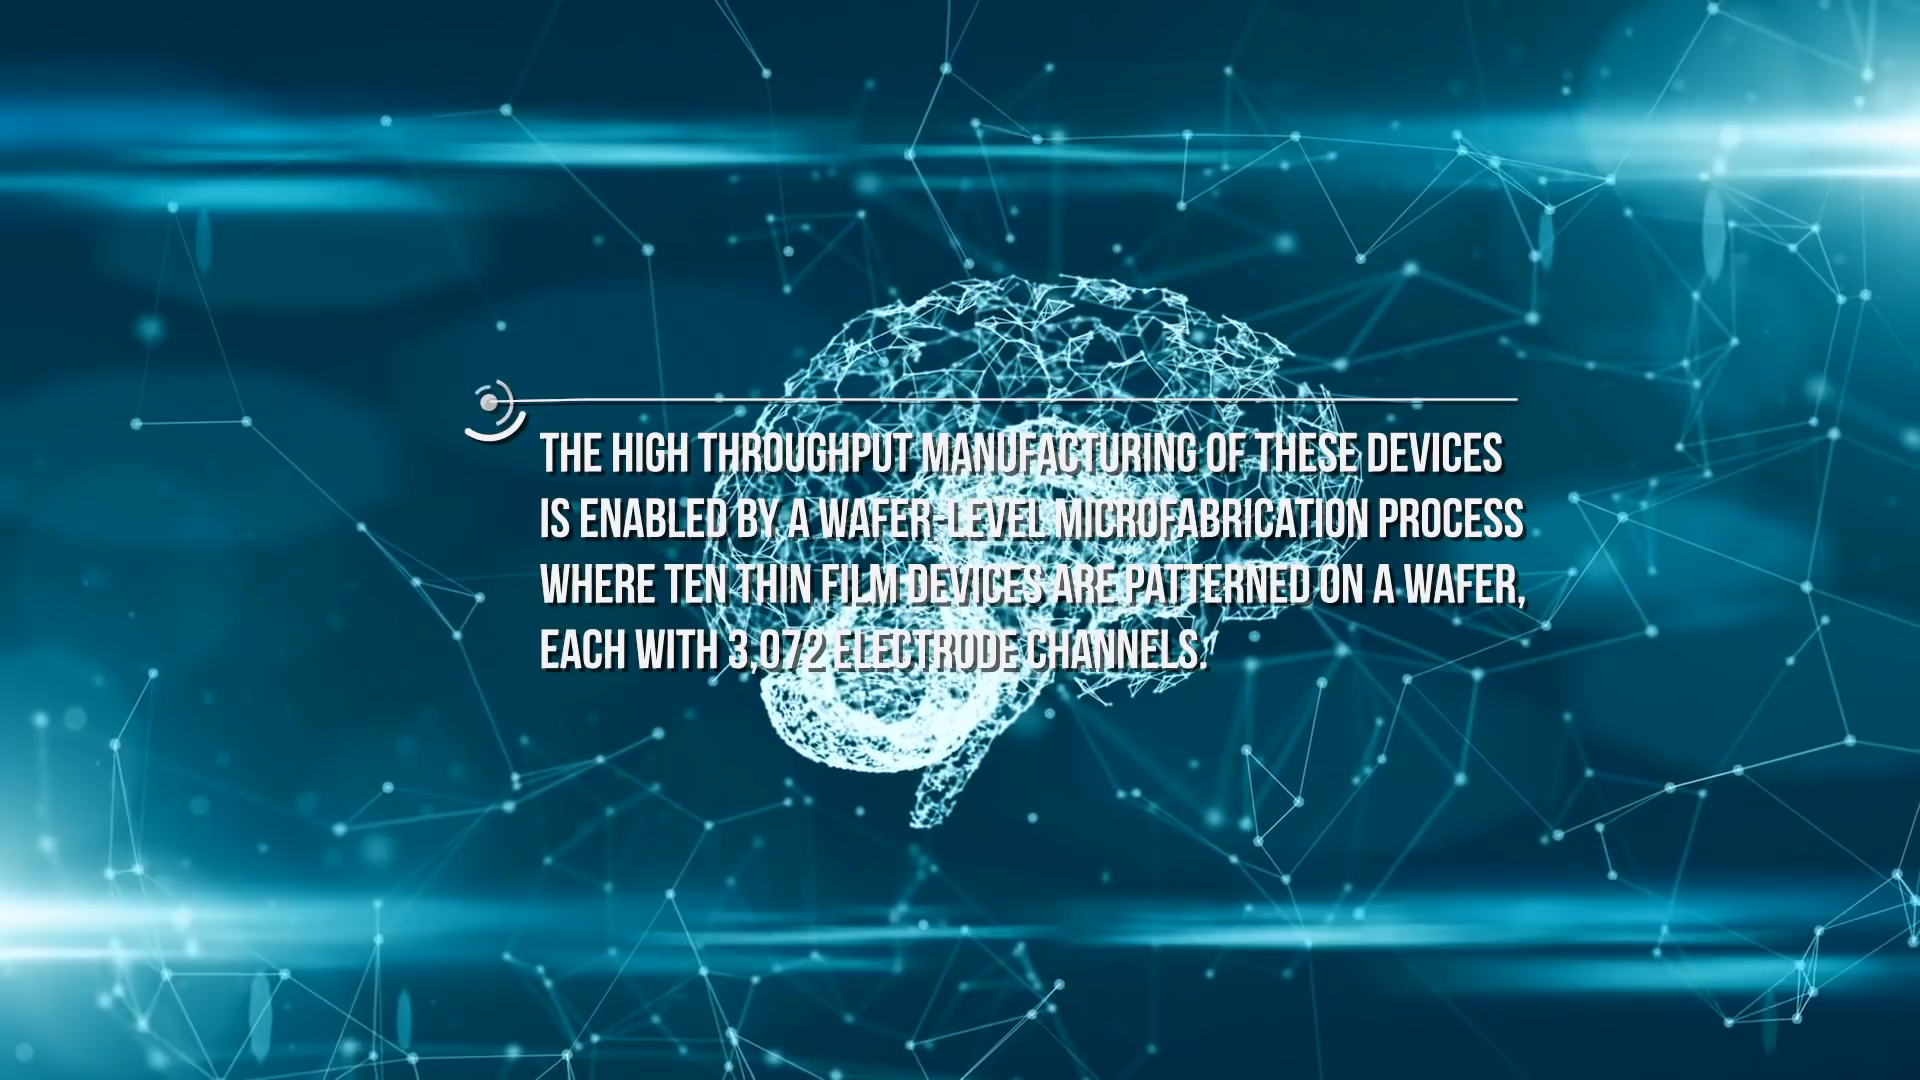 THE HIGH THROUGHPUT MANUFACTURING OF THESE DEVICES
IS ENABLED BY A WAFER-LEVEL MICROFABRICATION PROCESS
WHERE TEN THIN FILM DEVICES ARE PATTERNED ON A WAFER,
EACH WITH 3,072 ELECTRODE CHANNELS.